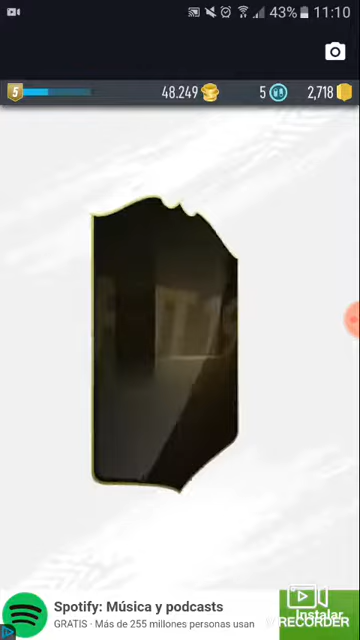 43% 11:10
5 48.249 5 2,718
Spotify: Música y podcasts
GRATIS · Más de 255 millones personas usan
Instalar
RECORDER